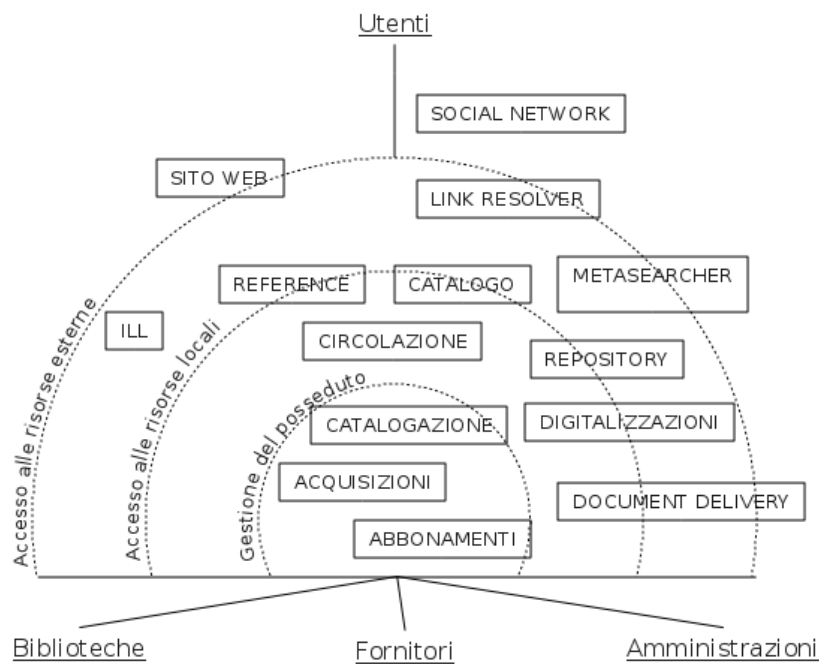 Utenti
SOCIAL NETWORK
SITO WEB
LINK RESOLVER
METASEARCHER
REFERENCE
CATALOGO
ILL
CIRCOLAZIONE
REPOSITORY
CATALOGAZIONE
DIGITALIZZAZIONI
ACQUISIZIONI
DOCUMENT DELIVERY
ABBONAMENTI
Accesso alle risorse esterne
Accesso alle risorse locali
Gestione del posseduto
Biblioteche
Fornitori
Amministrazioni